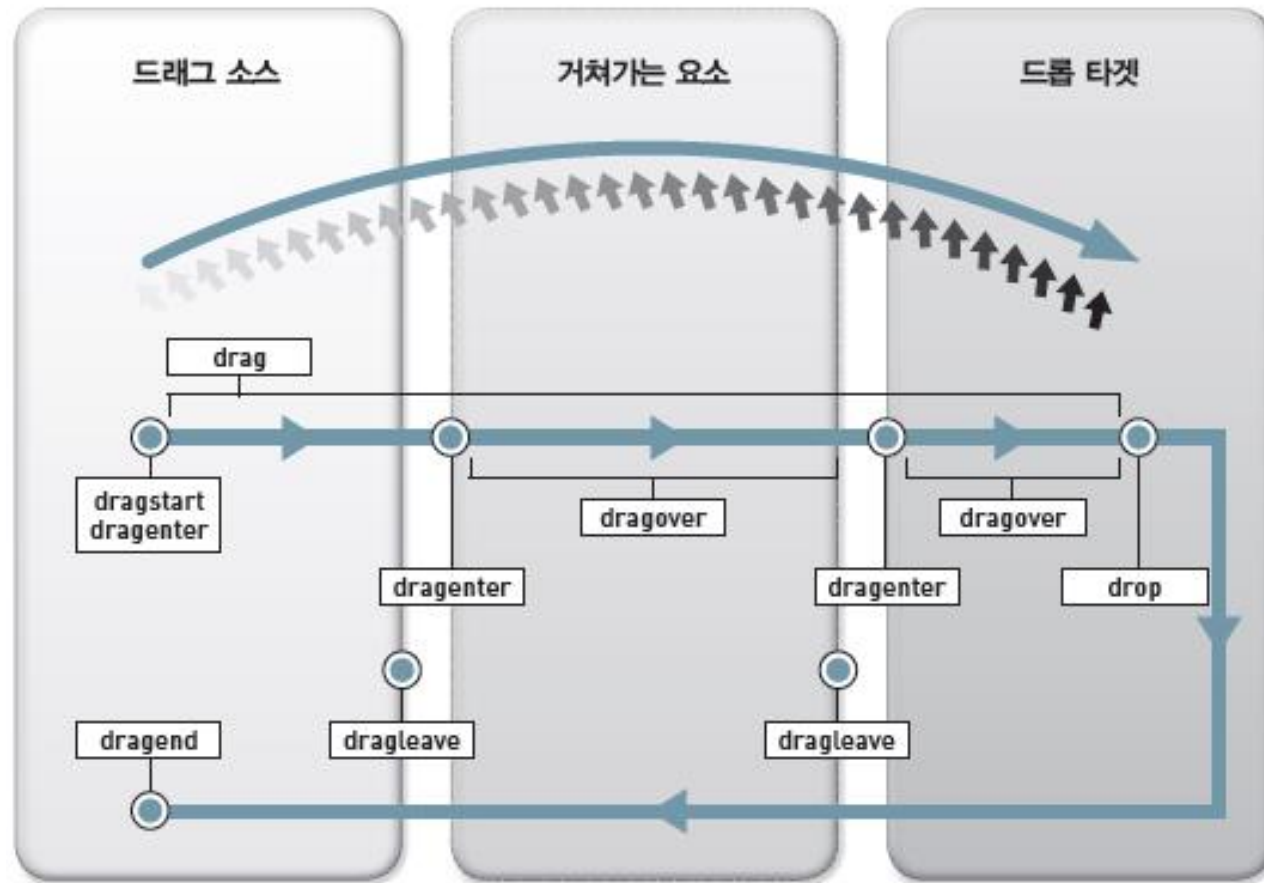 드래그 소스
거쳐가는 요소
드롭 타겟
drag
dragstart
dragenter
dragover
dragover
dragenter
dragenter
drop
dragend
dragleave
dragleave